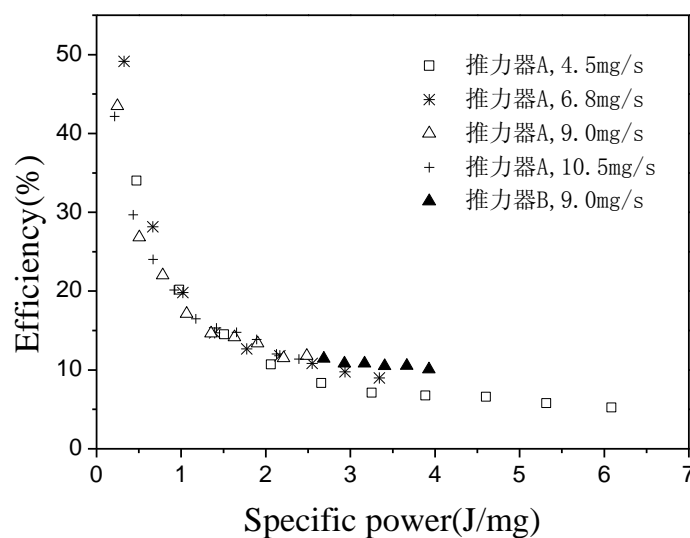 50
40
30
20
10
0
Efficiency(%)
推力器A,4.5mg/s
推力器A,6.8mg/s
推力器A,9.0mg/s
推力器A,10.5mg/s
推力器B,9.0mg/s
0 1 2 3 4 5 6 7
Specific power(J/mg)